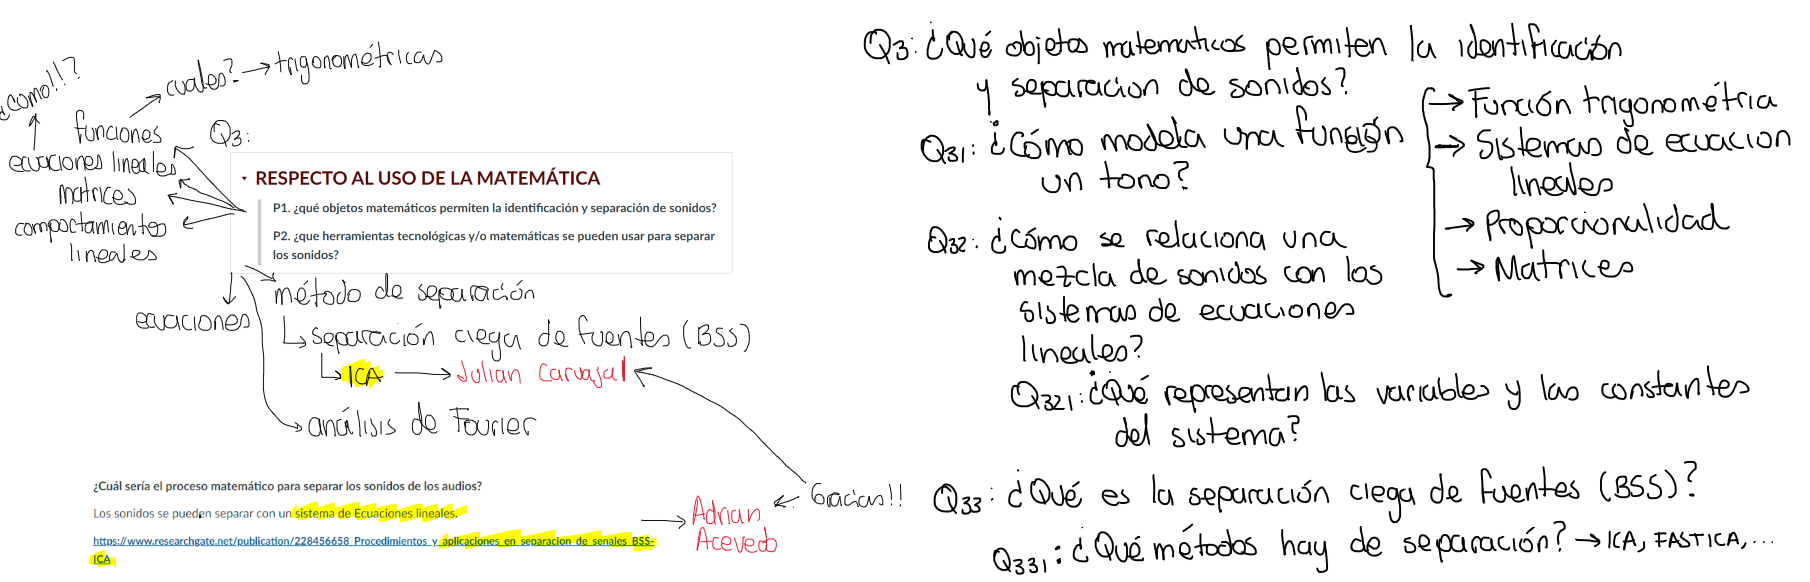 ¿como!!?
cuales? → trigonométricas
funciones
ecuaciones lineales
matrices
comportamientos
lineales
Q3:
RESPECTO AL USO DE LA MATEMÁTICA
P1. ¿qué objetos matemáticos permiten la identificación y separación de sonidos?
P2. ¿que herramientas tecnológicas y/o matemáticas se pueden usar para separar
los sonidos?
ecuaciones
método de separación
separación ciega de fuentes (BSS)
ICA → Julian Carvajal
análisis de Fourier
¿Cuál sería el proceso matemático para separar los sonidos de los audios?
Los sonidos se pueden separar con un sistema de Ecuaciones lineales.
https://www.researchgate.net/publication/228456658_Procedimientos_y_aplicaciones_en_separacion_de_senales_BSS-
ICA
Adrian
Acevedo
Gracias!!
Q3: ¿Qué objetos matematicos permiten la identificación
y separacion de sonidos?
→ Función trigonométria
→ Sistemas de ecuacion
lineales
→ Proporcionalidad
→ Matrices
Q31: ¿Cómo modela una función
un tono?
Q32: ¿cómo se relaciona una
mezcla de sonidos con los
sistemas de ecuaciones
lineales?
Q321: ¿Qué representan las variables y las constantes
del sistema?
Q33: ¿Qué es la separación ciega de fuentes (BSS)?
Q331: ¿Qué métodos hay de separación? → ICA, FASTICA,...